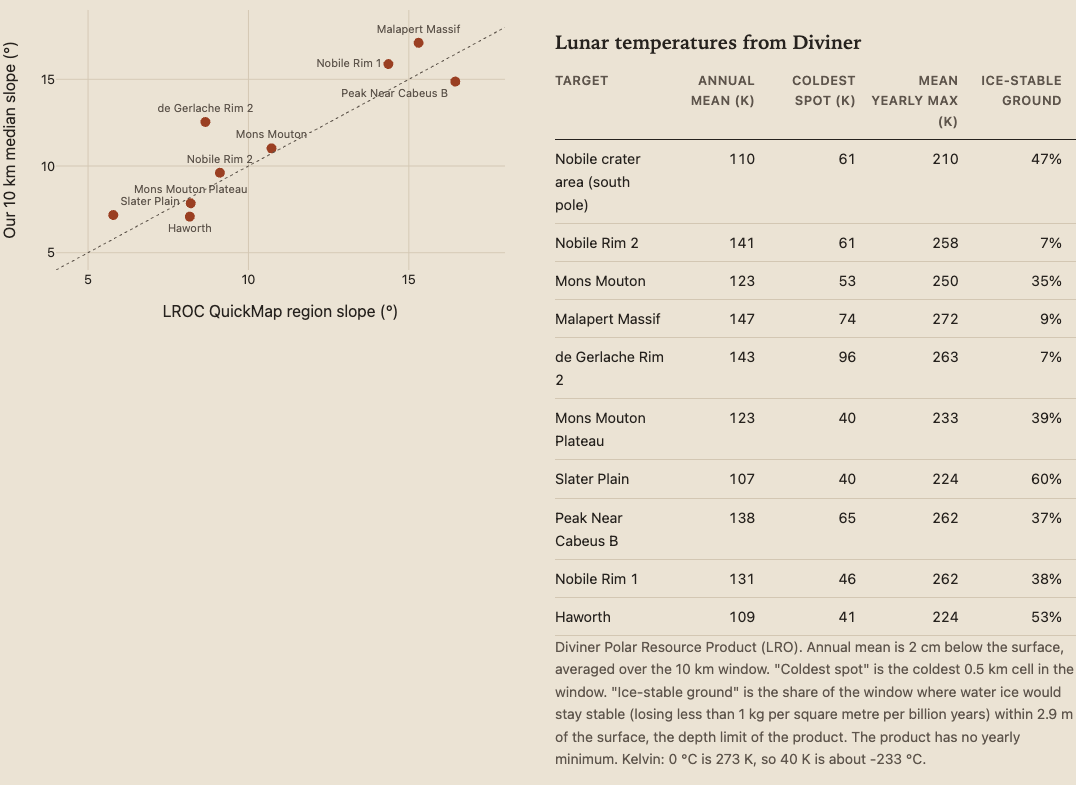 Our 10 km median slope (°)
15
10
5
Malapert Massif
Nobile Rim 1
Peak Near Cabeus B
de Gerlache Rim 2
Mons Mouton
Nobile Rim 2
Mons Mouton Plateau
Slater Plain
Haworth
5
10
15
LROC QuickMap region slope (°)
Lunar temperatures from Diviner
TARGET ANNUAL COLDEST MEAN ICE-STABLE
MEAN (K) SPOT (K) YEARLY MAX GROUND
(K)
Nobile crater 110 61 210 47%
area (south
pole)
Nobile Rim 2 141 61 258 7%
Mons Mouton 123 53 250 35%
Malapert Massif 147 74 272 9%
de Gerlache Rim 143 96 263 7%
2
Mons Mouton 123 40 233 39%
Plateau
Slater Plain 107 40 224 60%
Peak Near 138 65 262 37%
Cabeus B
Nobile Rim 1 131 46 262 38%
Haworth 109 41 224 53%
Diviner Polar Resource Product (LRO). Annual mean is 2 cm below the surface,
averaged over the 10 km window. "Coldest spot" is the coldest 0.5 km cell in the
window. "Ice-stable ground" is the share of the window where water ice would
stay stable (losing less than 1 kg per square metre per billion years) within 2.9 m
of the surface, the depth limit of the product. The product has no yearly
minimum. Kelvin: 0 °C is 273 K, so 40 K is about -233 °C.